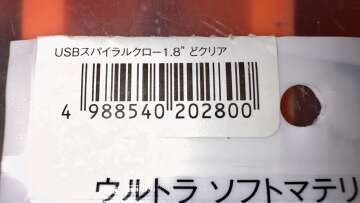 USBスパイラルクロー1.8" どクリア
4 988540 202800
ウルトラ ソフトマテリ